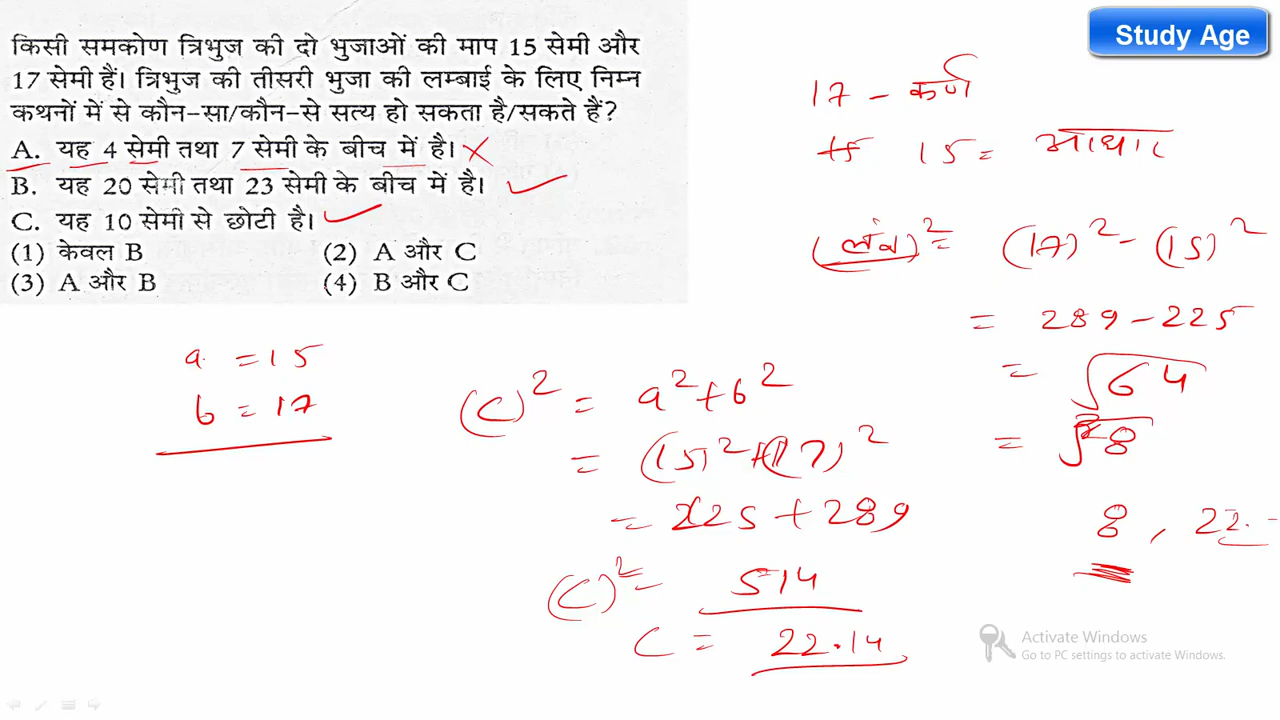 Study Age
किसी समकोण त्रिभुज की दो भुजाओं की माप 15 सेमी और
17 सेमी हैं। त्रिभुज की तीसरी भुजा की लम्बाई के लिए निम्न
कथनों में से कौन-सा/कौन-से सत्य हो सकता है/सकते हैं?
A. यह 4 सेमी तथा 7 सेमी के बीच में है।
B. यह 20 सेमी तथा 23 सेमी के बीच में है।
C. यह 10 सेमी से छोटी है।
(1) केवल B (2) A और C
(3) A और B (4) B और C
17 - कर्ण
15 = आधार
(लंब)² = (17)² - (15)²
= 289 - 225
= √64
= 8
8, 22.
a = 15
b = 17
(c)² = a² + b²
= (15)² + (17)²
= 225 + 289
(c)² = 514
c = 22.14
Activate Windows
Go to PC settings to activate Windows.